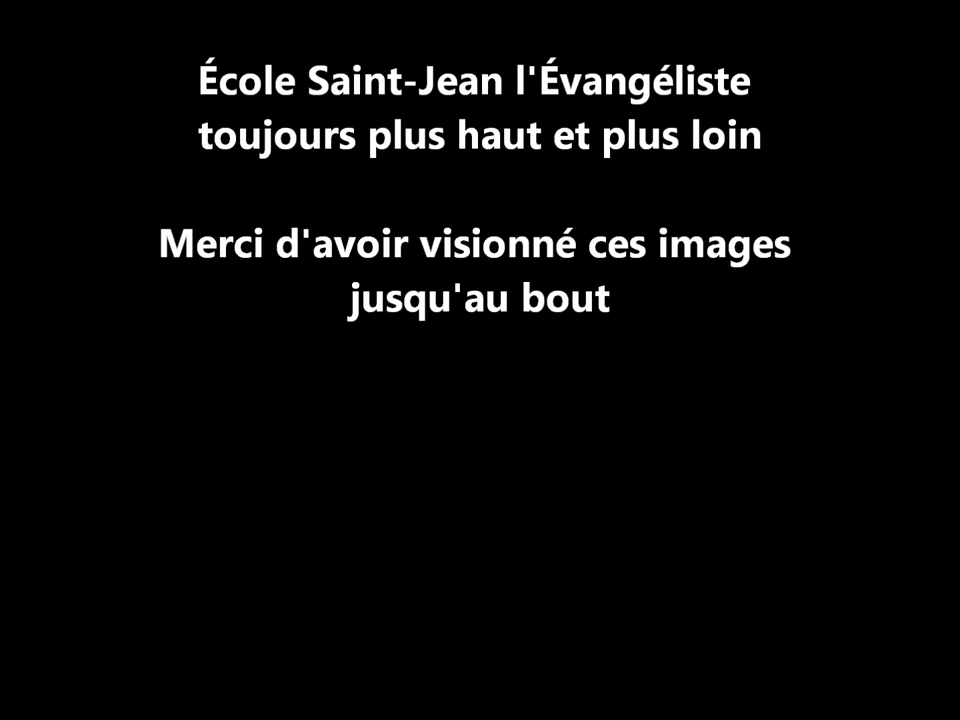 École Saint-Jean l'Évangéliste
toujours plus haut et plus loin
Merci d'avoir visionné ces images
jusqu'au bout